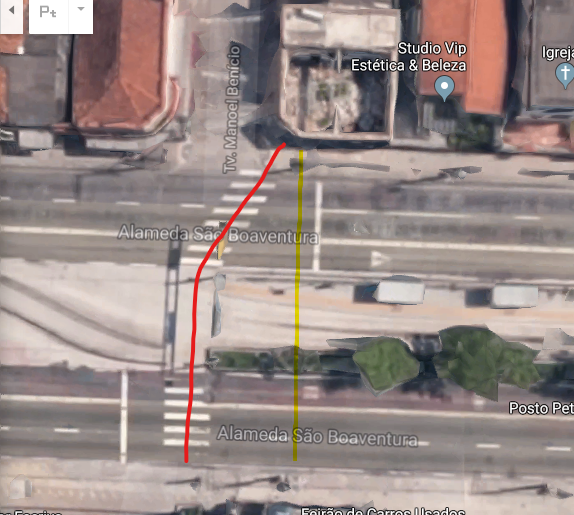 Pt
Studio Vip
Estética & Beleza
Igreja
Tv. Manoel Benício
Alameda São Boaventura
Alameda São Boaventura
Posto Pet
Feirão de Carros Usados